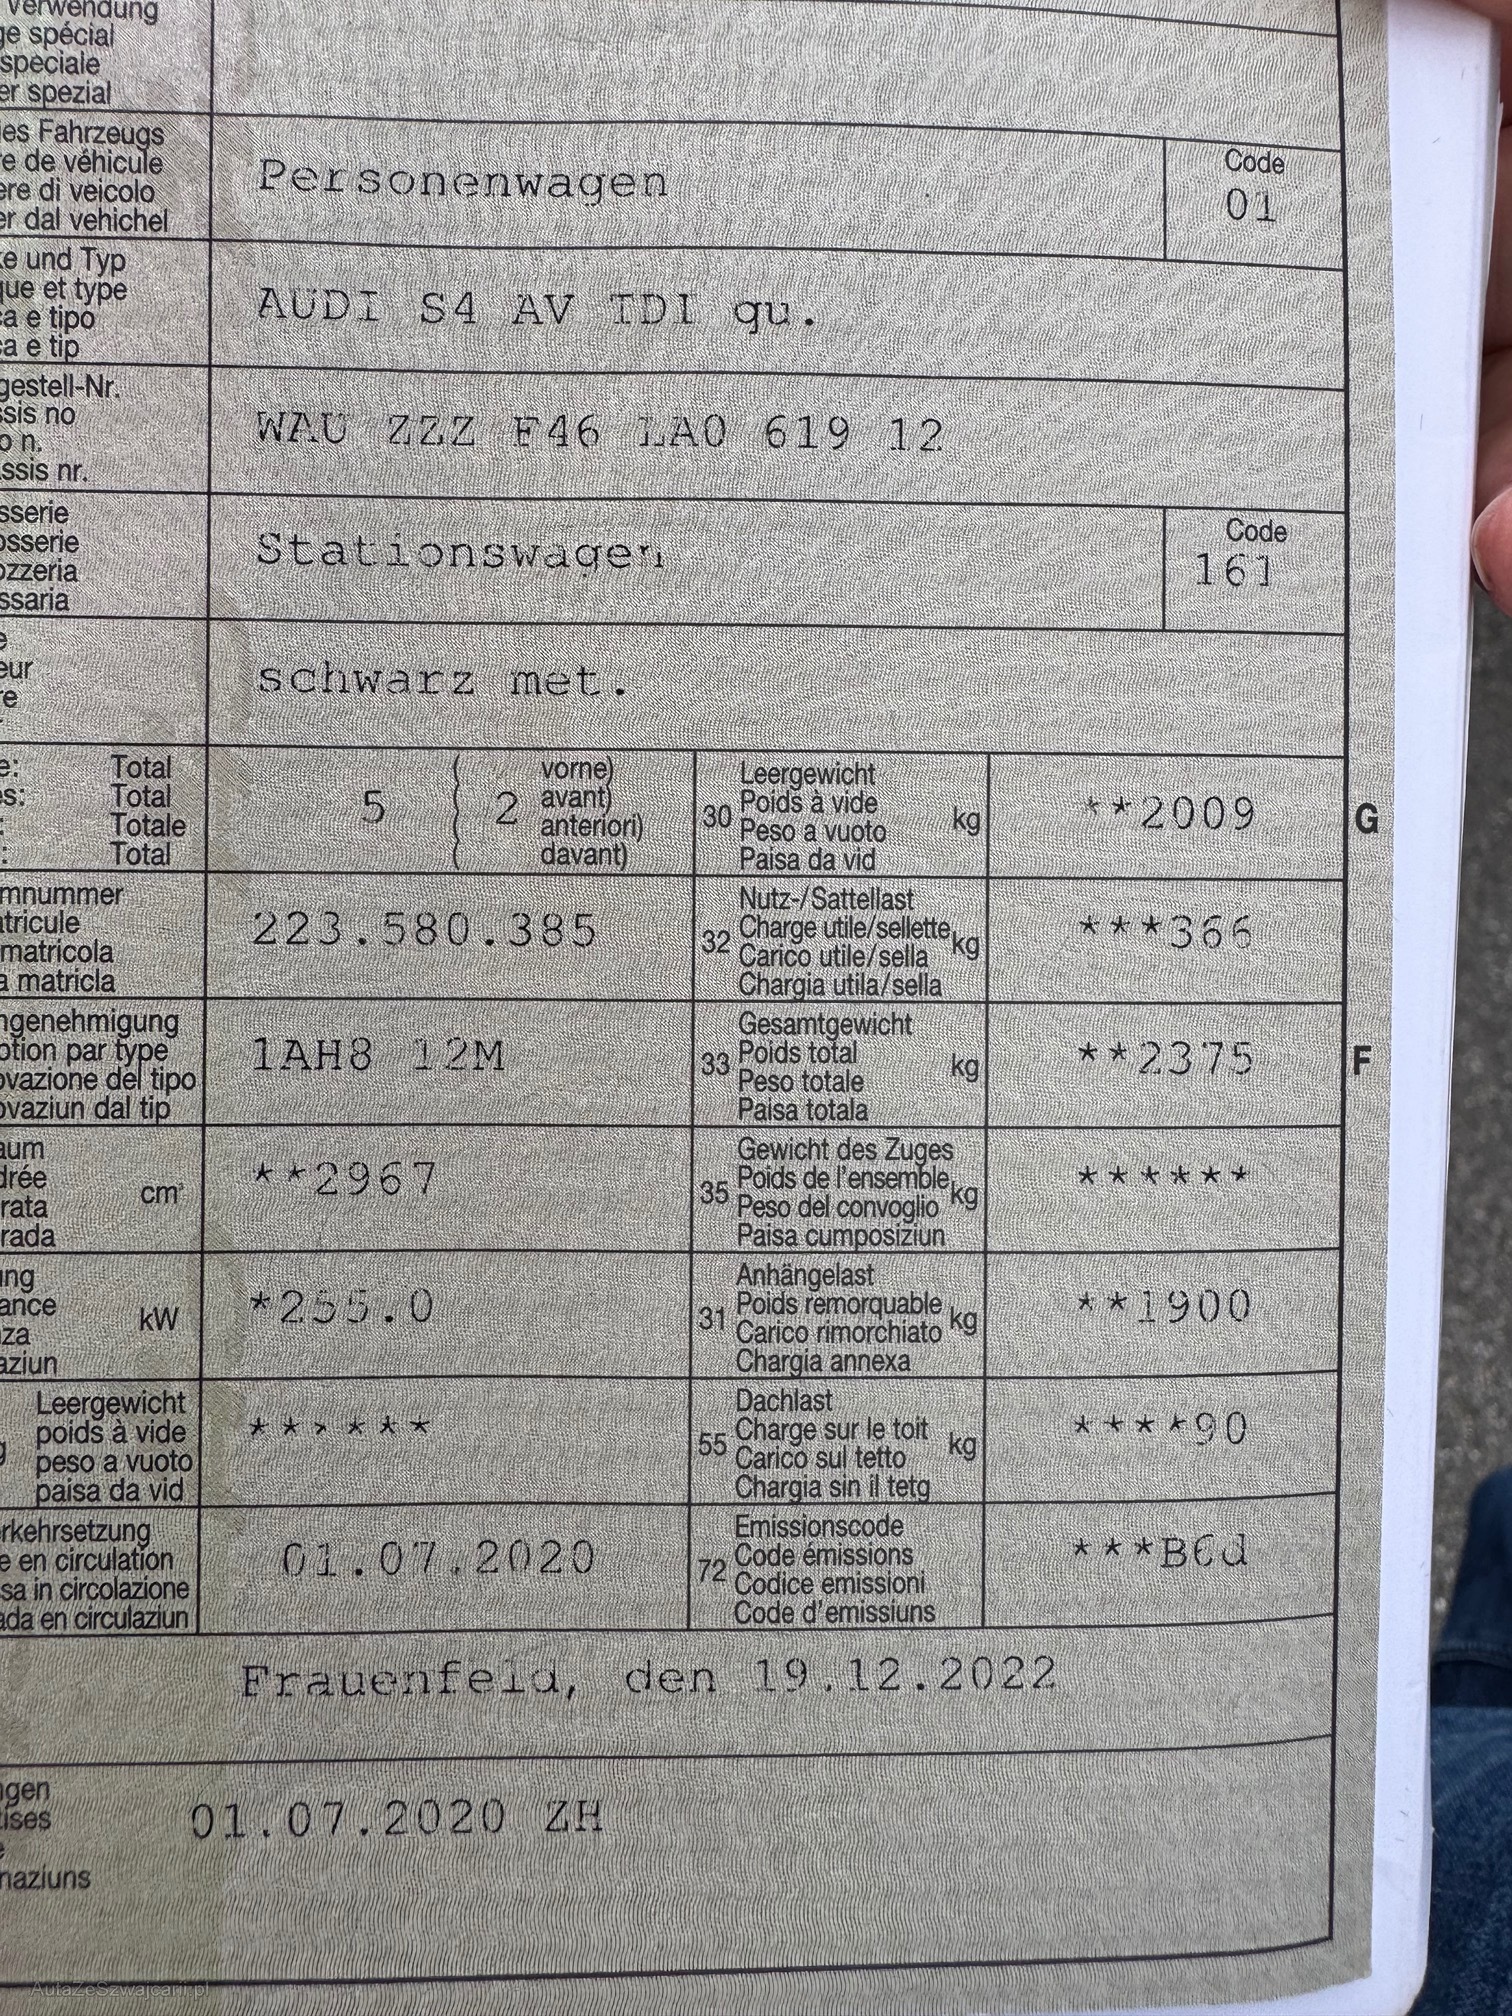 Verwendung
ge spécial
speciale
er spezial
des Fahrzeugs
re de véhicule
ere di veicolo
er dal vehichel
Personenwagen
Code
01
ke und Typ
que et type
ca e tipo
ca e tip
AUDI S4 AV TDI qu.
gestell-Nr.
ssis no
o n.
assis nr.
WAU ZZZ F46 LA0 619 12
sserie
osserie
ozzeria
ssaria
Stationswagen
Code
161
e
eur
re
schwarz met.
e: Total
es: Total
: Totale
: Total
5 ( 2
vorne)
avant)
anteriori)
davant)
30
Leergewicht
Poids à vide
Peso a vuoto
Paisa da vid
kg
**2009
G
mnummer
atricule
matricola
a matricla
223.580.385
32
Nutz-/Sattellast
Charge utile/sellette
Carico utile/sella
Chargia utila/sella
kg
***366
ngenehmigung
ption par type
ovazione del tipo
ovaziun dal tip
1AH8 12M
33
Gesamtgewicht
Poids total
Peso totale
Paisa totala
kg
**2375
F
aum
drée
rata
rada
cm³
**2967
35
Gewicht des Zuges
Poids de l'ensemble
Peso del convoglio
Paisa cumposiziun
kg
******
ung
ance
za
aziun
kW
*255.0
31
Anhängelast
Poids remorquable
Carico rimorchiato
Chargia annexa
kg
**1900
g
Leergewicht
poids à vide
peso a vuoto
paisa da vid
******
55
Dachlast
Charge sur le toit
Carico sul tetto
Chargia sin il tetg
kg
****90
rkehrsetzung
e en circulation
sa in circolazione
ada en circulaziun
01.07.2020
72
Emissionscode
Code émissions
Codice emissioni
Code d'emissiuns
***B6d
Frauenfeld, den 19.12.2022
ngen
tises
e
naziuns
01.07.2020 ZH
AutaZeSzwajcarii.pl